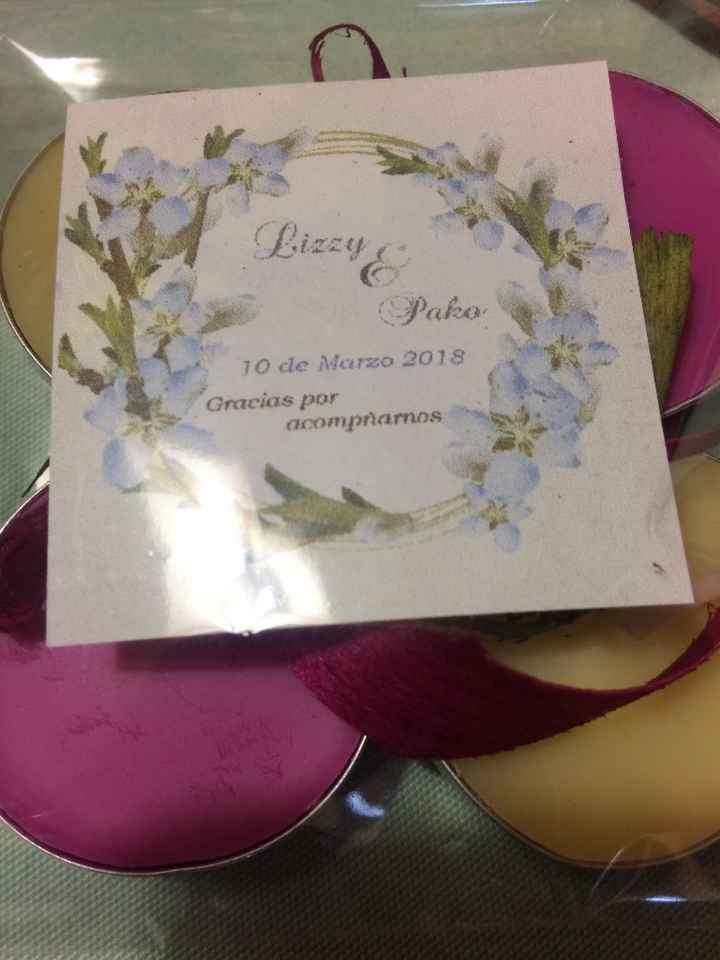 Lizzy
&
Pako
10 de Marzo 2018
Gracias por
acompñarnos